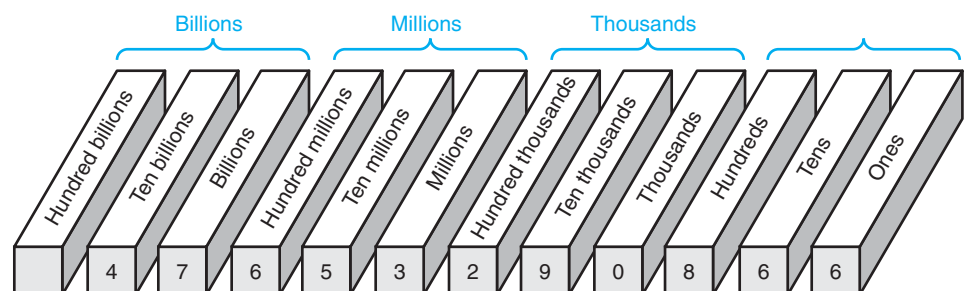 Billions Millions Thousands
Hundred billions
Ten billions
Billions
Hundred millions
Ten millions
Millions
Hundred thousands
Ten thousands
Thousands
Hundreds
Tens
Ones
4 7 6 5 3 2 9 0 8 6 6